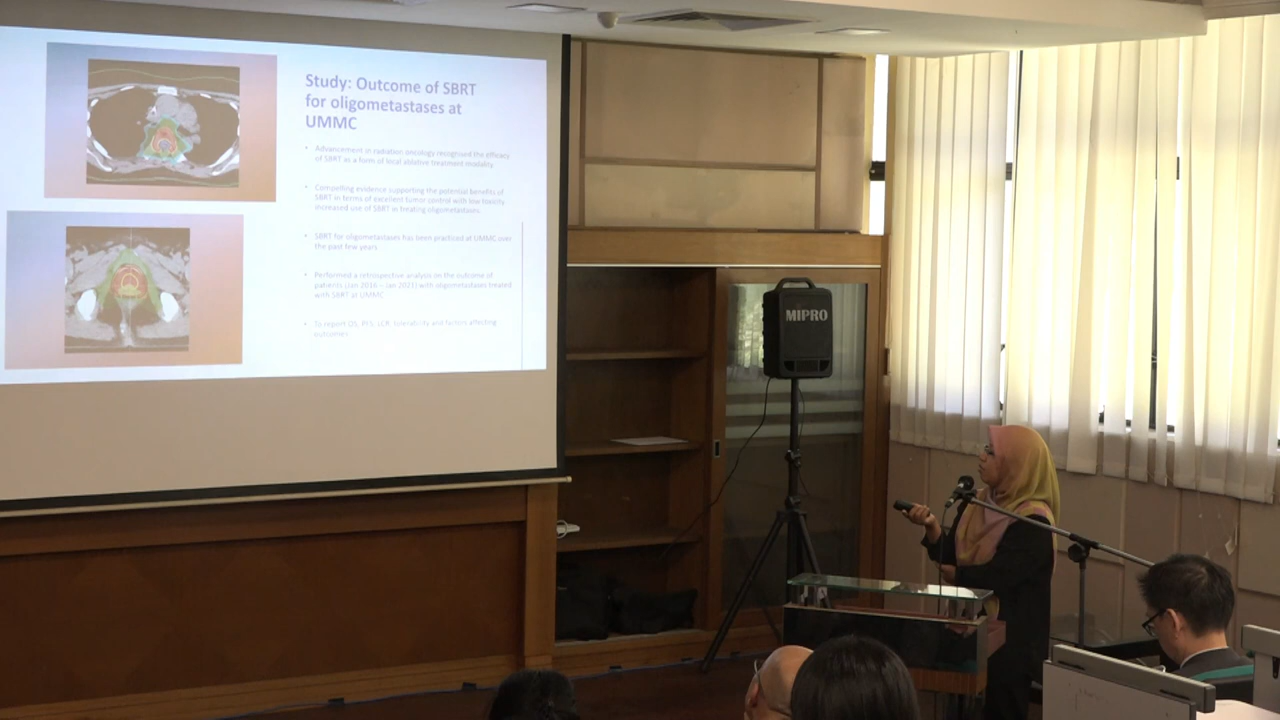 Study: Outcome of SBRT
for oligometastases at
UMMC
• Advancement in radiation oncology recognised the efficacy
of SBRT as a form of local ablative treatment modality
• Compelling evidence supporting the potential benefits of
SBRT in terms of excellent tumor control with low toxicity
increased use of SBRT in treating oligometastases
• SBRT for oligometastases has been practiced at UMMC over
the past few years
• Performed a retrospective analysis on the outcome of
patients (Jan 2016 – Jan 2021) with oligometastases treated
with SBRT at UMMC
• To report OS, PFS, LCR, tolerability and factors affecting
outcomes
MIPRO